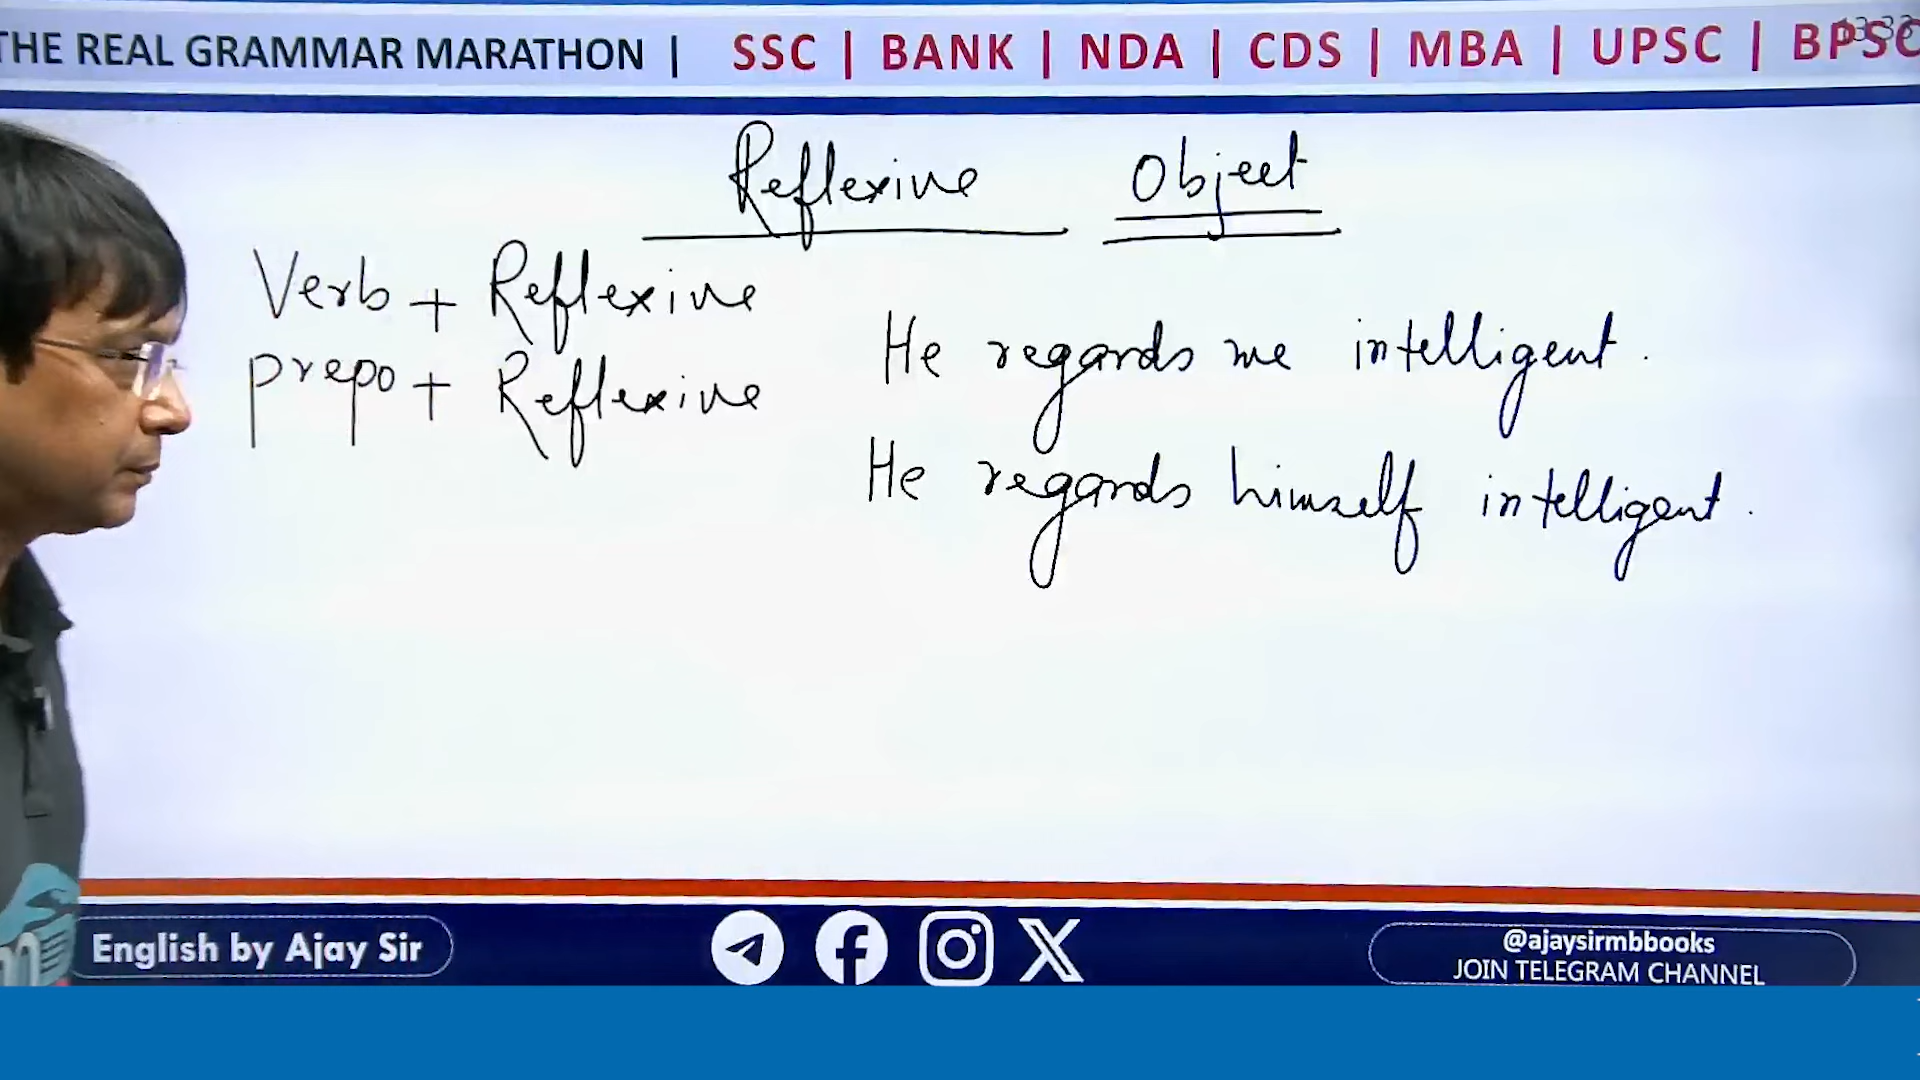 THE REAL GRAMMAR MARATHON | SSC | BANK | NDA | CDS | MBA | UPSC | BPSC
Reflexive Object
Verb + Reflexive
prepo + Reflexive
He regards me intelligent.
He regards himself intelligent.
English by Ajay Sir
@ajaysirmbbooks
JOIN TELEGRAM CHANNEL